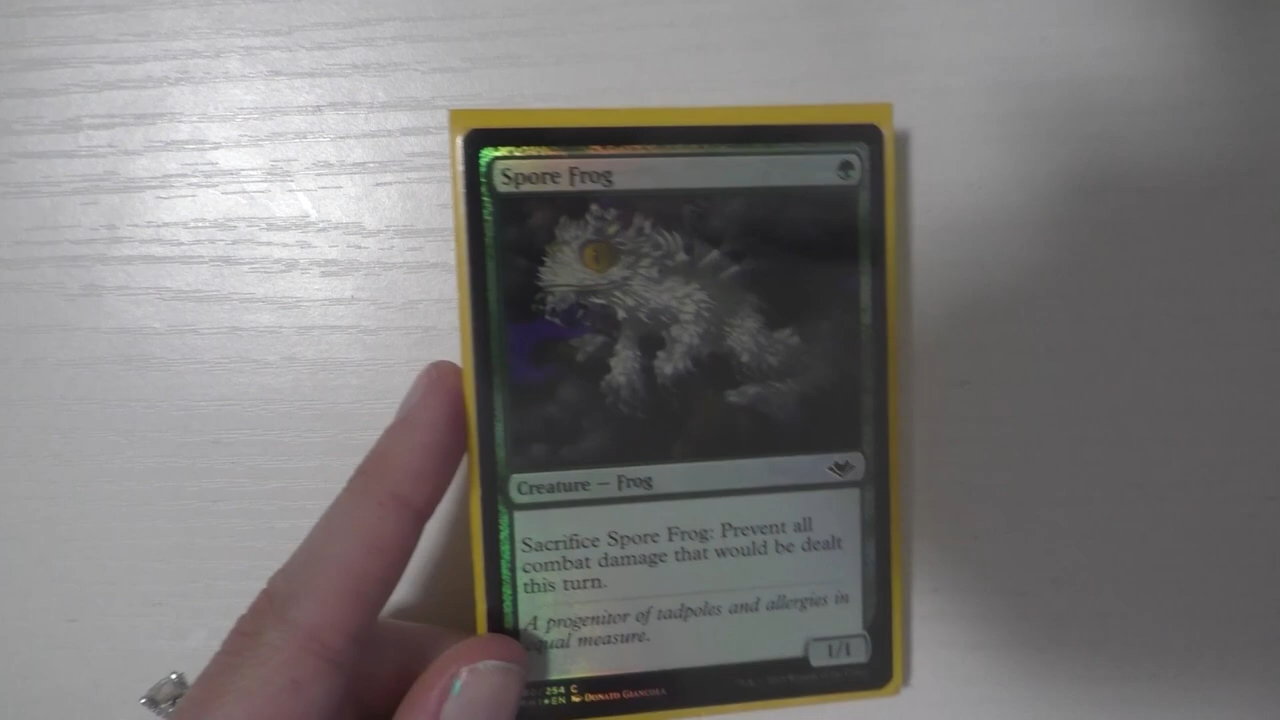 Spore Frog
Creature — Frog
Sacrifice Spore Frog: Prevent all
combat damage that would be dealt
this turn.
A progenitor of tadpoles and allergies in
equal measure.
1/1
/254 C
EN Donato Giancola